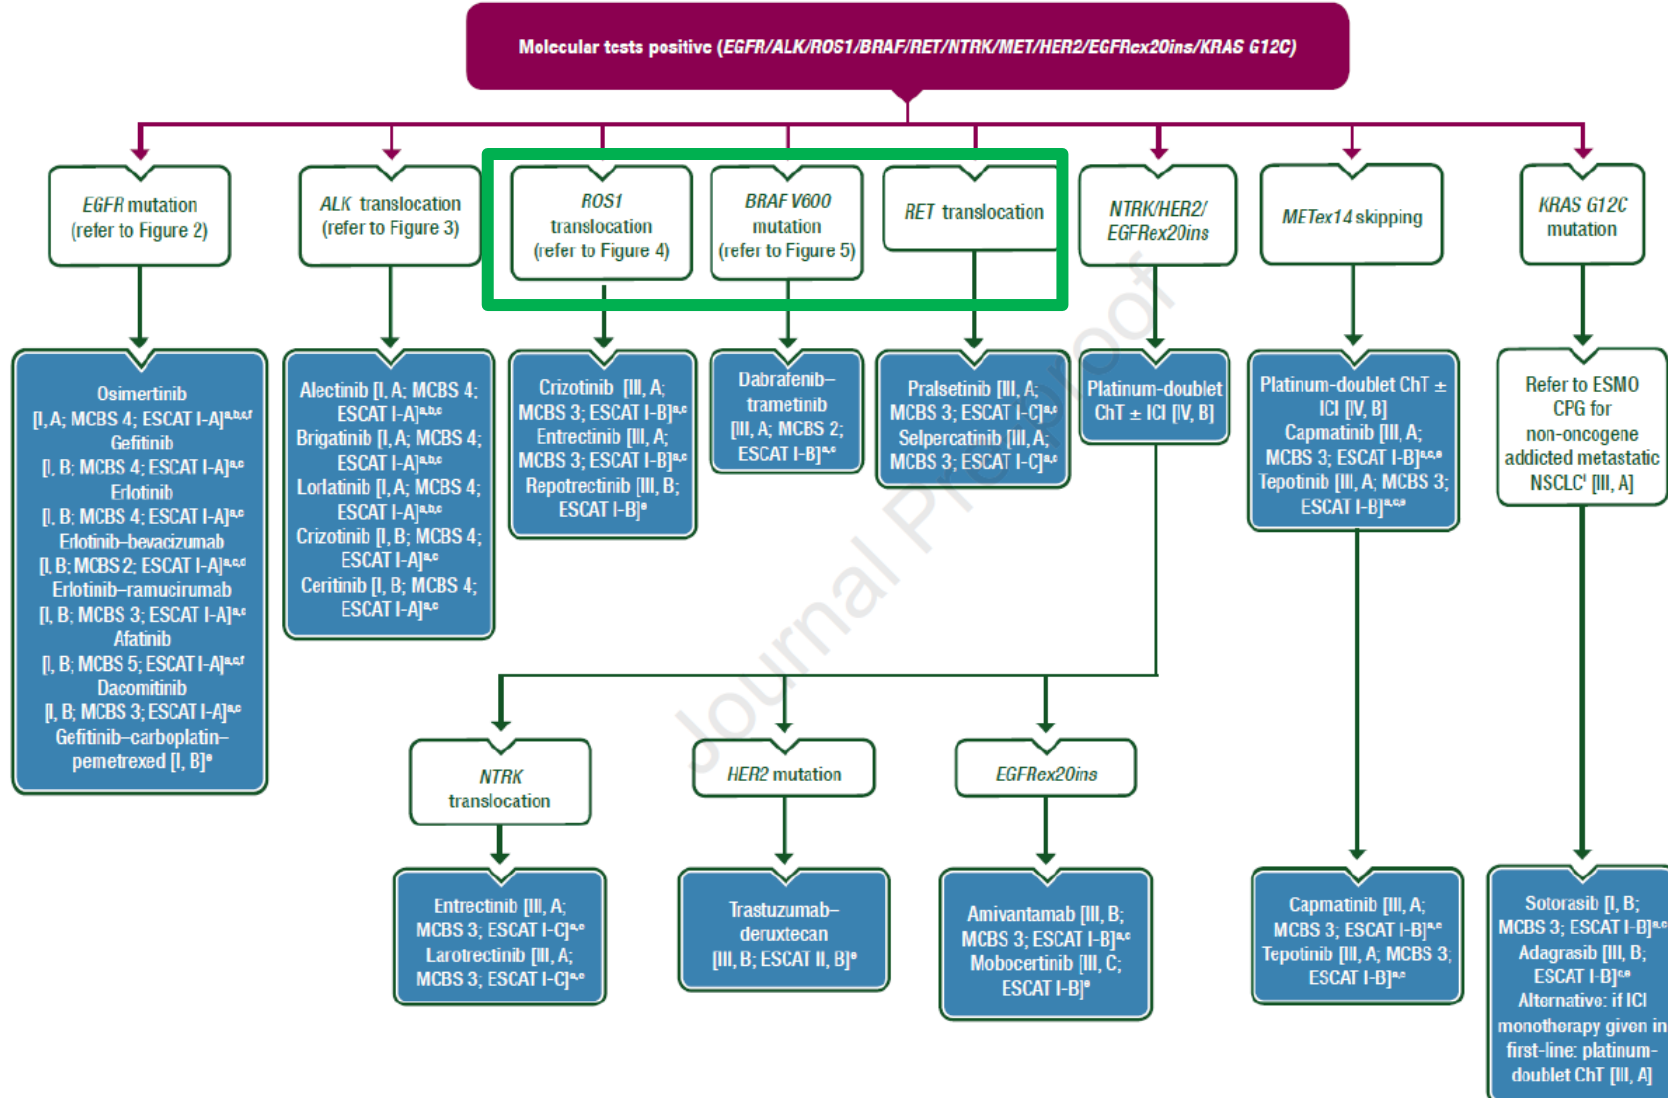 Molecular tests positive (EGFR/ALK/ROS1/BRAF/RET/NTRK/MET/HER2/EGFRex20ins/KRAS G12C)
EGFR mutation
(refer to Figure 2)
ALK translocation
(refer to Figure 3)
ROS1
translocation
(refer to Figure 4)
BRAF V600
mutation
(refer to Figure 5)
RET translocation
NTRK/HER2/
EGFRex20ins
METex14 skipping
KRAS G12C
mutation
Osimertinib
[I, A; MCBS 4; ESCAT I-A]a,b,c,f
Gefitinib
[I, B; MCBS 4; ESCAT I-A]a,c
Erlotinib
[I, B; MCBS 4; ESCAT I-A]a,c
Erlotinib–bevacizumab
[I, B; MCBS 2; ESCAT I-A]a,c,d
Erlotinib–ramucirumab
[I, B; MCBS 3; ESCAT I-A]a,c
Afatinib
[I, B; MCBS 5; ESCAT I-A]a,c,f
Dacomitinib
[I, B; MCBS 3; ESCAT I-A]a,c
Gefitinib–carboplatin–
pemetrexed [I, B]e
Alectinib [I, A; MCBS 4;
ESCAT I-A]a,b,c
Brigatinib [I, A; MCBS 4;
ESCAT I-A]a,b,c
Lorlatinib [I, A; MCBS 4;
ESCAT I-A]a,b,c
Crizotinib [I, B; MCBS 4;
ESCAT I-A]a,c
Ceritinib [I, B; MCBS 4;
ESCAT I-A]a,c
Crizotinib [III, A;
MCBS 3; ESCAT I-B]a,c
Entrectinib [III, A;
MCBS 3; ESCAT I-B]a,c
Repotrectinib [III, B;
ESCAT I-B]e
Dabrafenib–
trametinib
[III, A; MCBS 2;
ESCAT I-B]a,c
Pralsetinib [III, A;
MCBS 3; ESCAT I-C]a,c
Selpercatinib [III, A;
MCBS 3; ESCAT I-C]a,c
Platinum-doublet
ChT ± ICI [IV, B]
Platinum-doublet ChT ±
ICI [IV, B]
Capmatinib [III, A;
MCBS 3; ESCAT I-B]a,c,e
Tepotinib [III, A; MCBS 3;
ESCAT I-B]a,c,e
Refer to ESMO
CPG for
non-oncogene
addicted metastatic
NSCLC [III, A]
Journal Pre-proof
NTRK
translocation
HER2 mutation
EGFRex20ins
Entrectinib [III, A;
MCBS 3; ESCAT I-C]a,c
Larotrectinib [III, A;
MCBS 3; ESCAT I-C]a,c
Trastuzumab–
deruxtecan
[III, B; ESCAT II, B]e
Amivantamab [III, B;
MCBS 3; ESCAT I-B]a,c
Mobocertinib [III, C;
ESCAT I-B]e
Capmatinib [III, A;
MCBS 3; ESCAT I-B]a,c
Tepotinib [III, A; MCBS 3;
ESCAT I-B]a,c
Sotorasib [I, B;
MCBS 3; ESCAT I-B]a,c
Adagrasib [III, B;
ESCAT I-B]c,e
Alternative: if ICI
monotherapy given in
first-line: platinum-
doublet ChT [III, A]